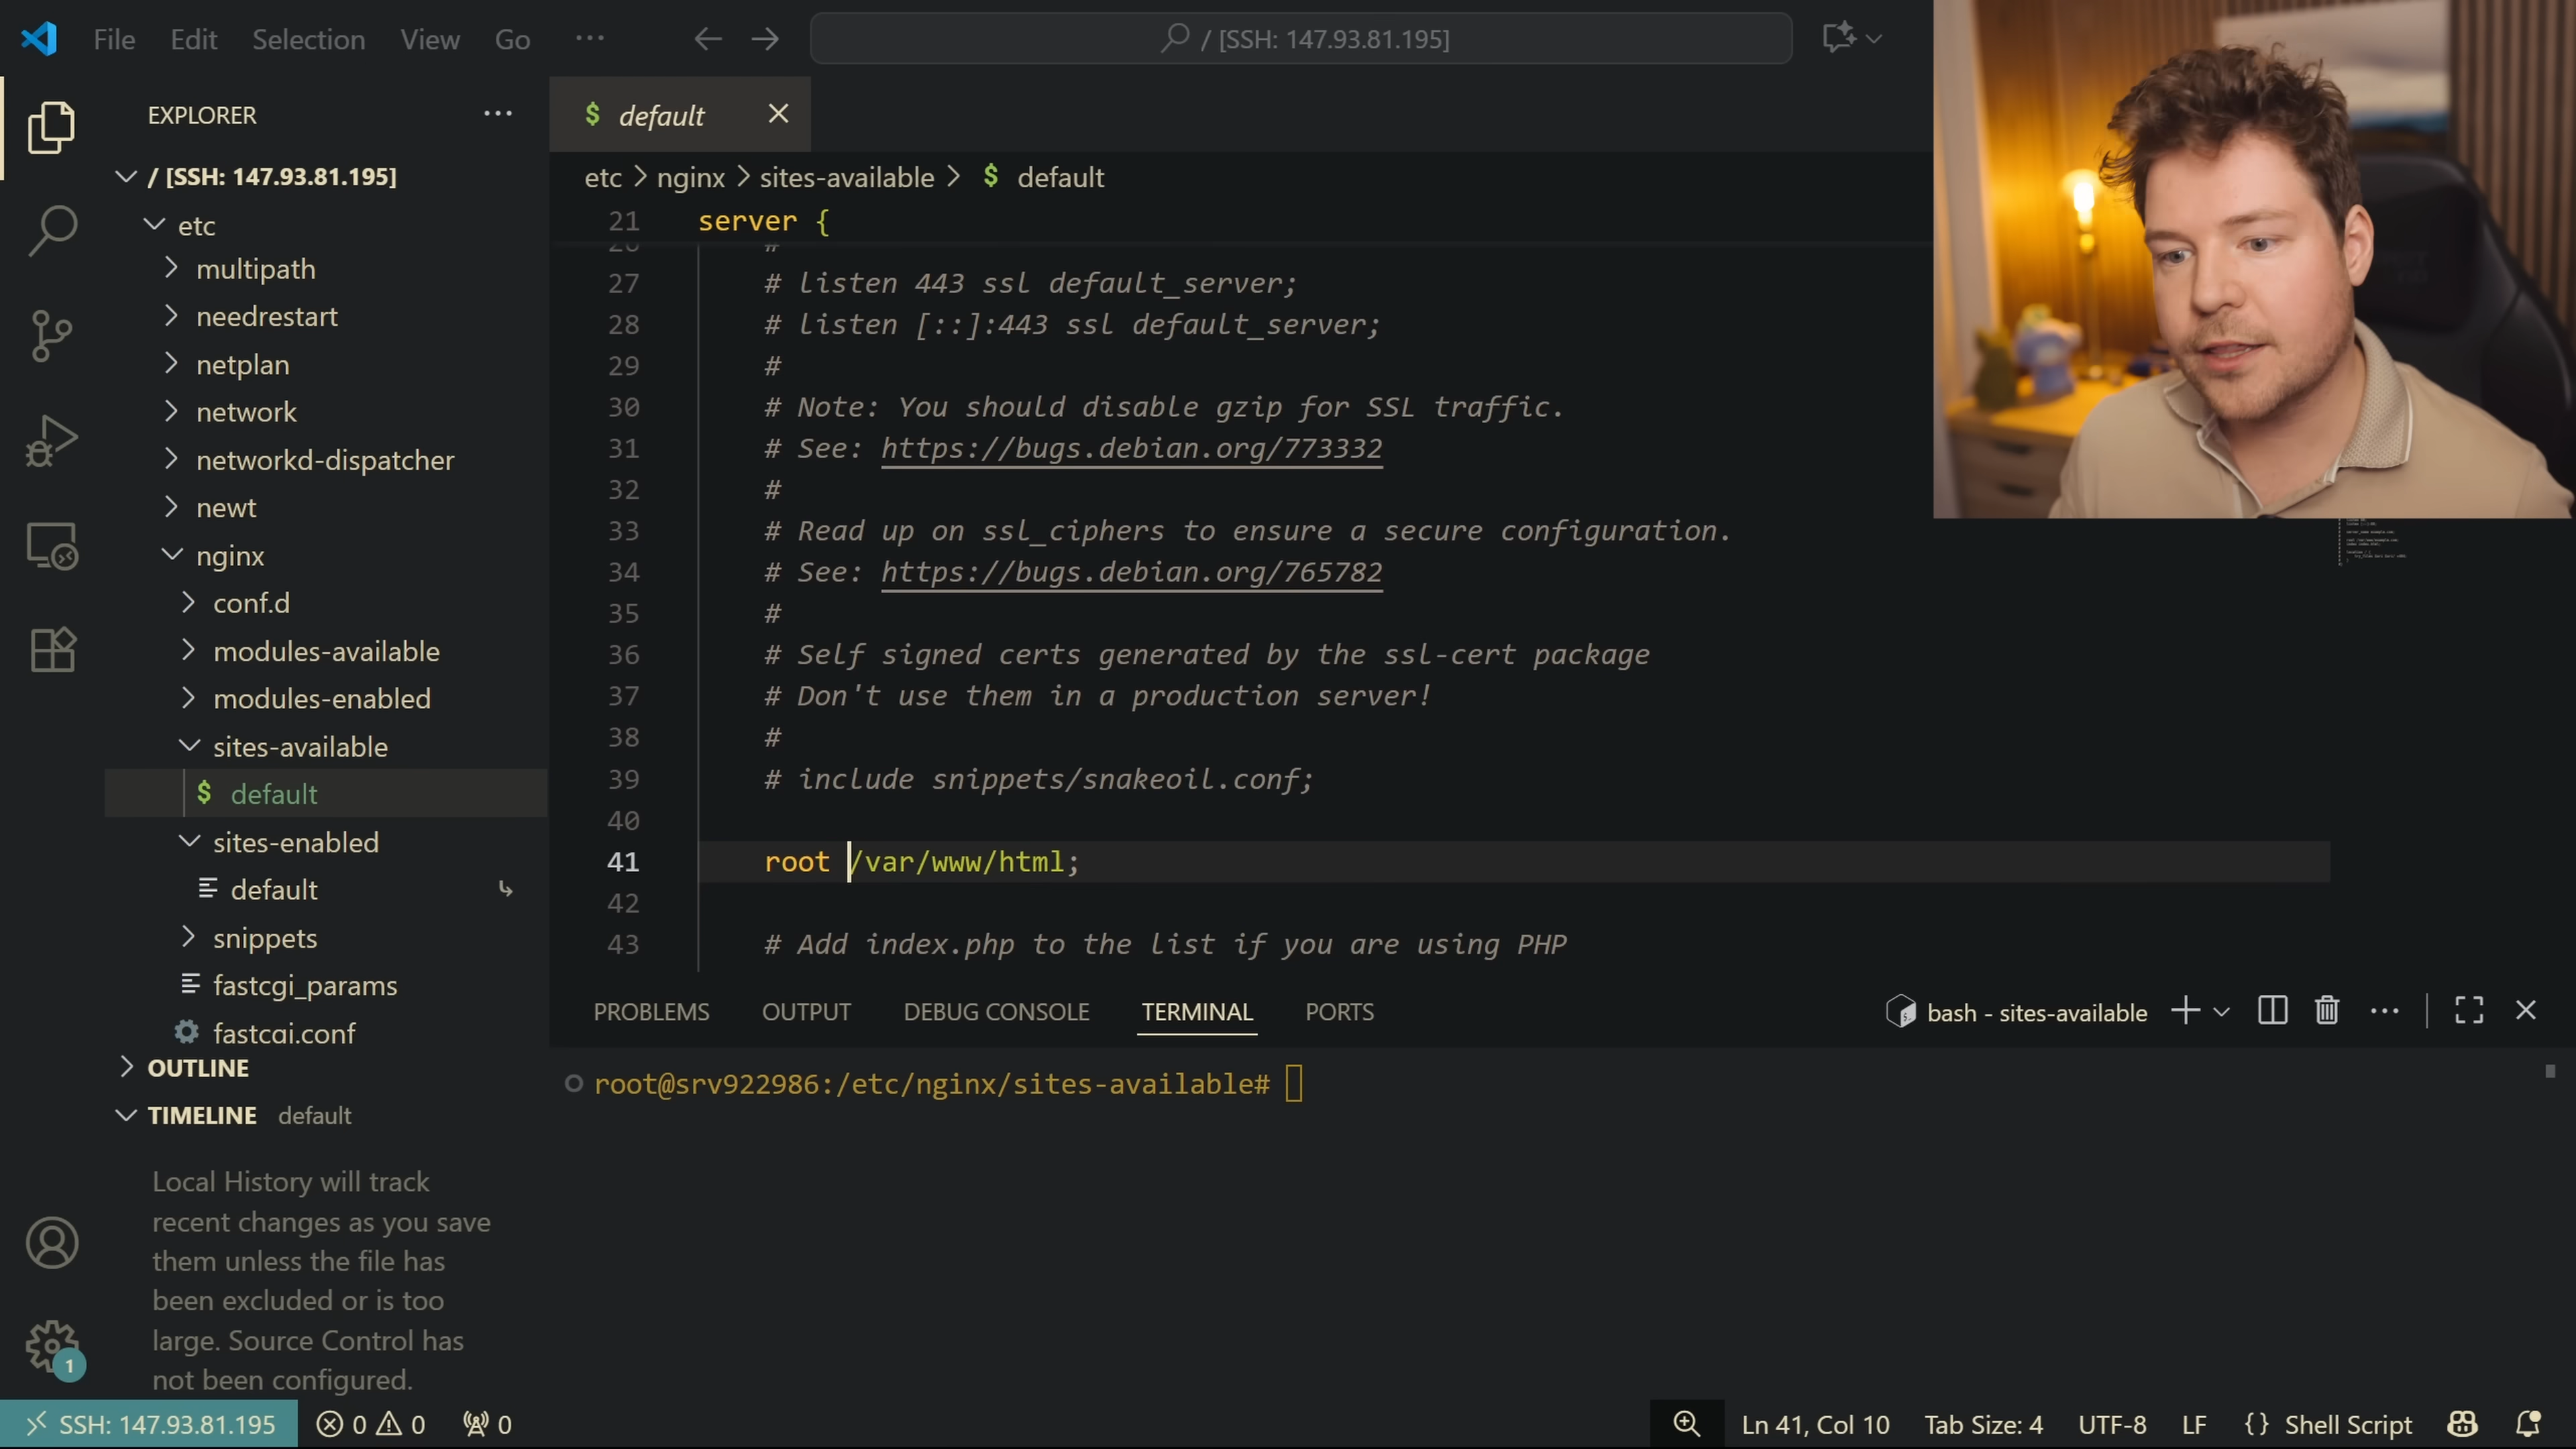 File Edit Selection View Go ···
/ [SSH: 147.93.81.195]
EXPLORER
/ [SSH: 147.93.81.195]
etc
multipath
needrestart
netplan
network
networkd-dispatcher
newt
nginx
conf.d
modules-available
modules-enabled
sites-available
$ default
sites-enabled
default
snippets
fastcgi_params
fastcgi.conf
OUTLINE
TIMELINE default
Local History will track
recent changes as you save
them unless the file has
been excluded or is too
large. Source Control has
not been configured.
1
$ default
etc > nginx > sites-available > $ default
21 server {
26 #
27 # listen 443 ssl default_server;
28 # listen [::]:443 ssl default_server;
29 #
30 # Note: You should disable gzip for SSL traffic.
31 # See: https://bugs.debian.org/773332
32 #
33 # Read up on ssl_ciphers to ensure a secure configuration.
34 # See: https://bugs.debian.org/765782
35 #
36 # Self signed certs generated by the ssl-cert package
37 # Don't use them in a production server!
38 #
39 # include snippets/snakeoil.conf;
40
41 root /var/www/html;
42
43 # Add index.php to the list if you are using PHP
PROBLEMS OUTPUT DEBUG CONSOLE TERMINAL PORTS
bash - sites-available
root@srv922986:/etc/nginx/sites-available#
SSH: 147.93.81.195 0 0 0
Ln 41, Col 10 Tab Size: 4 UTF-8 LF {} Shell Script